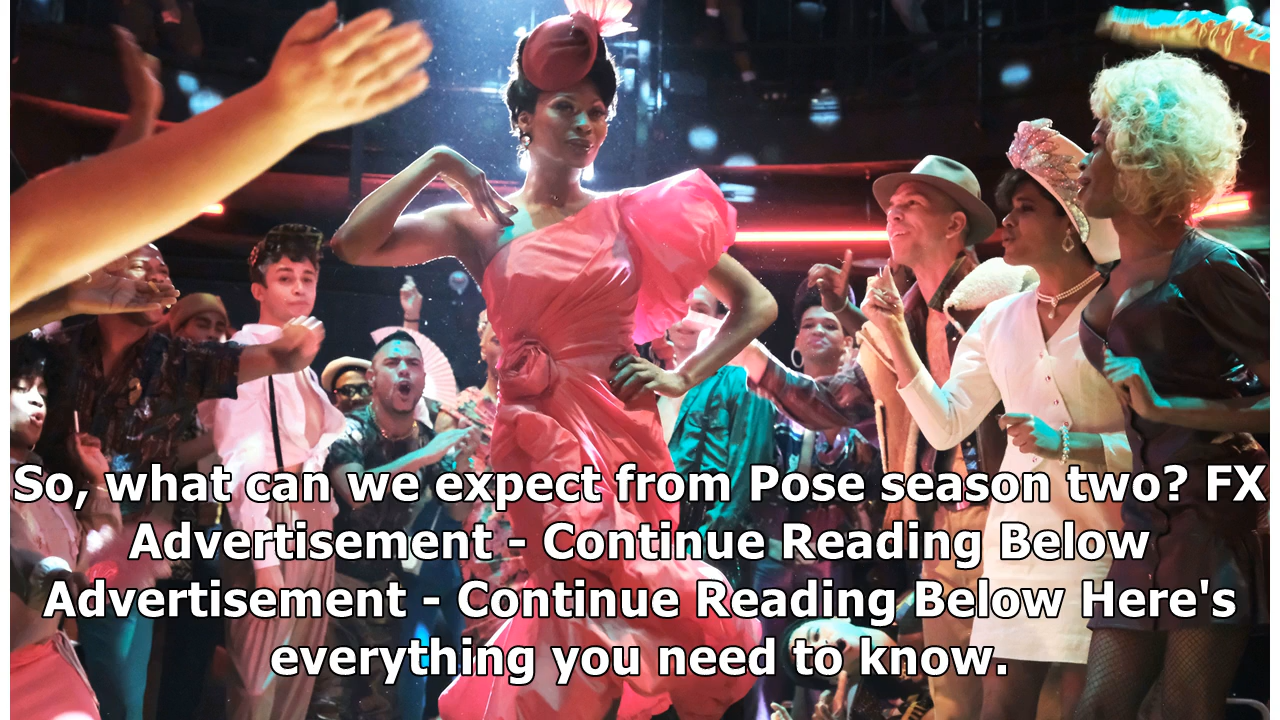 So, what can we expect from Pose season two? FX
Advertisement - Continue Reading Below
Advertisement - Continue Reading Below Here's
everything you need to know.